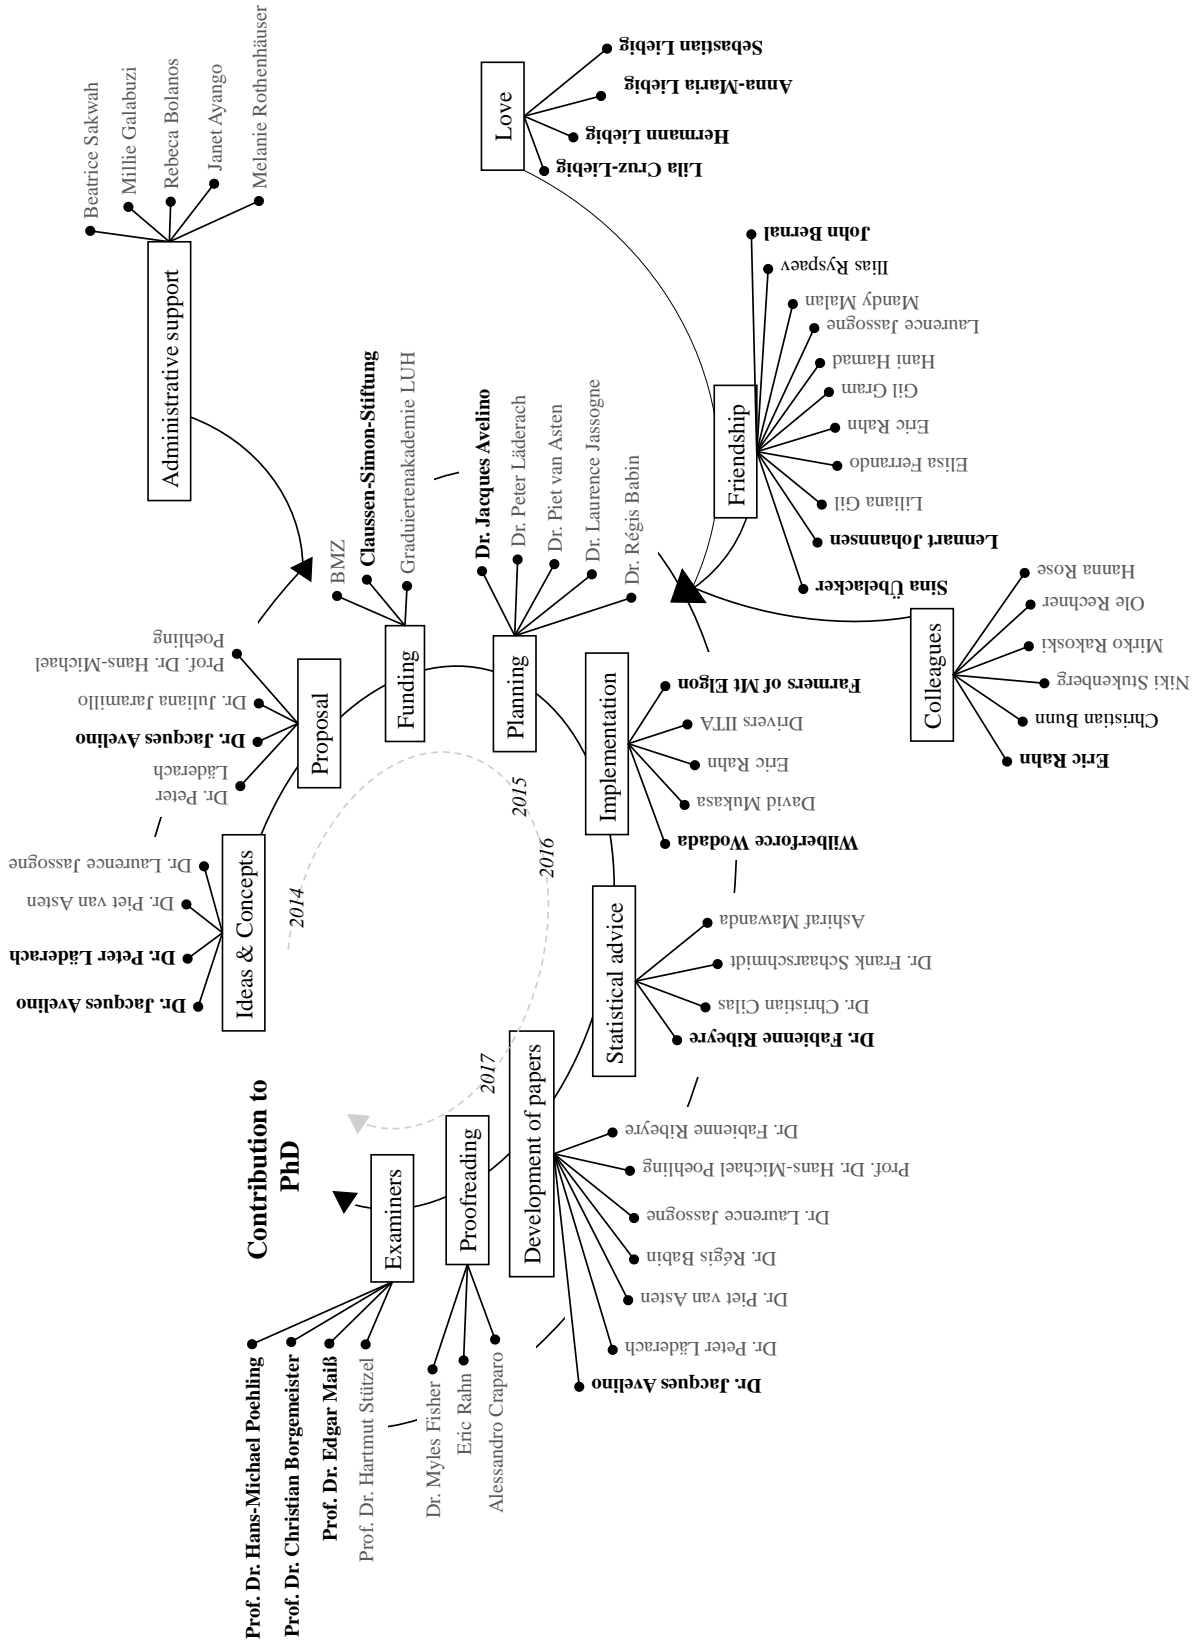 Contribution to
PhD
2014
2015
2016
2017
Ideas & Concepts
Dr. Jacques Avelino
Dr. Peter Läderach
Dr. Piet van Asten
Dr. Laurence Jassogne
Proposal
Dr. Peter
Läderach
Dr. Jacques Avelino
Dr. Juliana Jaramillo
Prof. Dr. Hans-Michael
Poehling
Funding
BMZ
Claussen-Simon-Stiftung
Graduiertenakademie LUH
Planning
Dr. Jacques Avelino
Dr. Peter Läderach
Dr. Piet van Asten
Dr. Laurence Jassogne
Dr. Régis Babin
Implementation
Farmers of Mt Elgon
Drivers IITA
Eric Rahn
David Mukasa
Wilberforce Wodada
Statistical advice
Ashiraf Mawanda
Dr. Frank Schaarschmidt
Dr. Christian Cilas
Dr. Fabienne Ribeyre
Development of papers
Dr. Fabienne Ribeyre
Prof. Dr. Hans-Michael Poehling
Dr. Laurence Jassogne
Dr. Régis Babin
Dr. Piet van Asten
Dr. Peter Läderach
Dr. Jacques Avelino
Proofreading
Dr. Myles Fisher
Eric Rahn
Alessandro Craparo
Examiners
Prof. Dr. Hans-Michael Poehling
Prof. Dr. Christian Borgemeister
Prof. Dr. Edgar Maiß
Prof. Dr. Hartmut Stützel
Administrative support
Beatrice Sakwah
Millie Galabuzi
Rebeca Bolanos
Janet Ayango
Melanie Rothenhäuser
Love
Sebastian Liebig
Anna-Maria Liebig
Hermann Liebig
Lila Cruz-Liebig
Friendship
John Bernal
Ilias Ryspaev
Mandy Malan
Laurence Jassogne
Hani Hamad
Gil Gram
Eric Rahn
Elisa Ferrando
Liliana Gil
Lennart Johannsen
Sina Übelacker
Colleagues
Hanna Rose
Ole Rechner
Mirko Rakoski
Niki Stukenberg
Christian Bunn
Eric Rahn